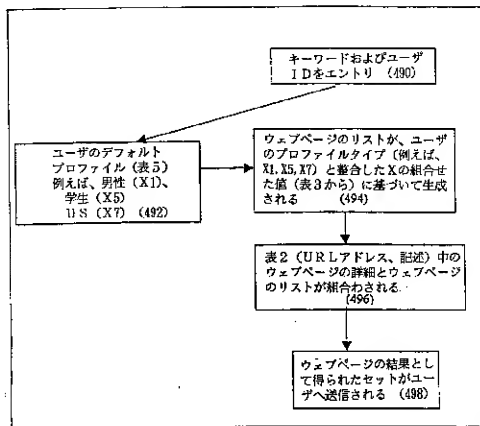 キーワードおよびユーザ
IDをエントリ (490)
ユーザのデフォルト
プロファイル(表5)
例えば、男性(X1)、
学生(X5)
US(X7) (492)
ウェブページのリストが、ユーザ
のプロファイルタイプ(例えば、
X1,X5,X7)と整合したXの組合せ
た値(表3から)に基づいて生成
される (494)
表2(URLアドレス、記述)中の
ウェブページの詳細とウェブページ
のリストが組合わされる
(496)
ウェブページの結果とし
て得られたセットがユー
ザへ送信される (498)